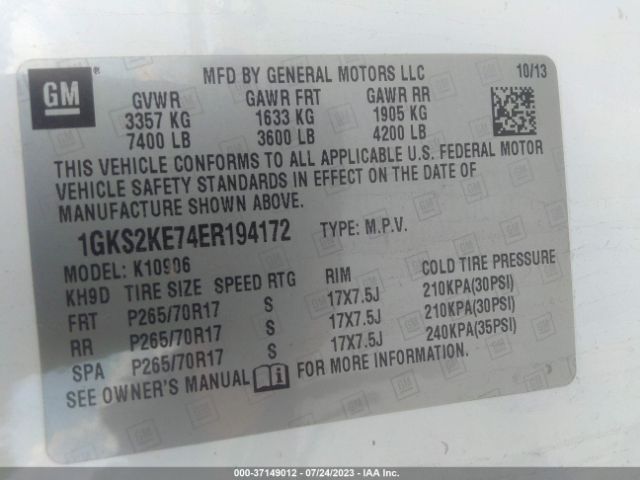 GM®
MFD BY GENERAL MOTORS LLC 10/13
GVWR GAWR FRT GAWR RR
3357 KG 1633 KG 1905 KG
7400 LB 3600 LB 4200 LB
THIS VEHICLE CONFORMS TO ALL APPLICABLE U.S. FEDERAL MOTOR
VEHICLE SAFETY STANDARDS IN EFFECT ON THE DATE OF
MANUFACTURE SHOWN ABOVE.
1GKS2KE74ER194172 TYPE: M.P.V.
MODEL: K10906
KH9D TIRE SIZE SPEED RTG RIM COLD TIRE PRESSURE
FRT P265/70R17 S 17X7.5J 210KPA(30PSI)
RR P265/70R17 S 17X7.5J 210KPA(30PSI)
SPA P265/70R17 S 17X7.5J 240KPA(35PSI)
SEE OWNER'S MANUAL FOR MORE INFORMATION.
000-37149012 - 07/24/2023 - IAA Inc.